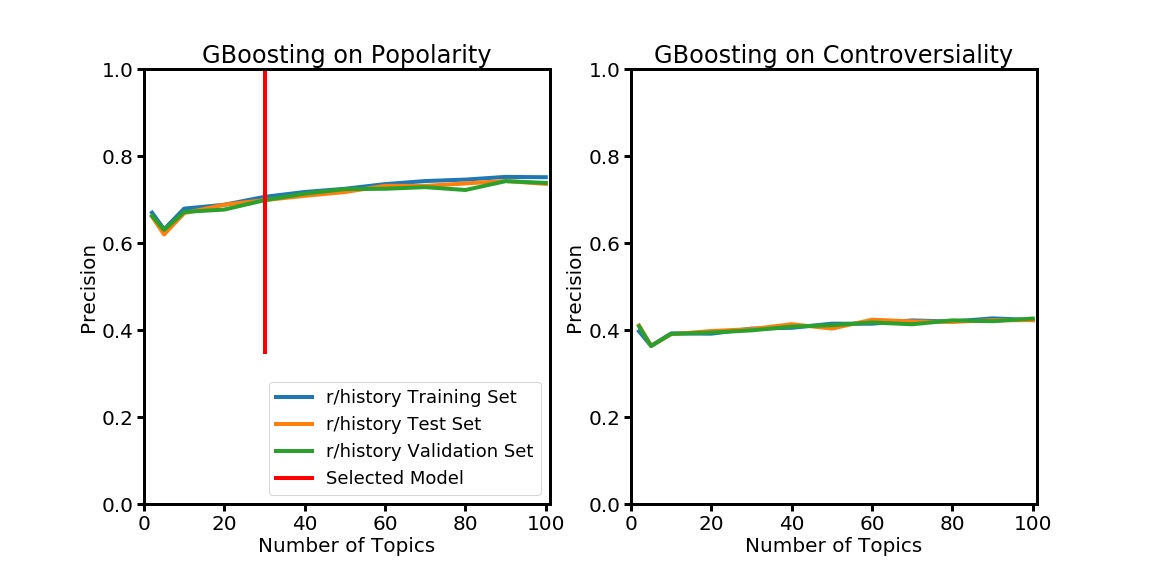 GBoosting on Popolarity
1.0
0.8
0.6
0.4
0.2
0.0
Precision
0 20 40 60 80 100
Number of Topics
r/history Training Set
r/history Test Set
r/history Validation Set
Selected Model
GBoosting on Controversiality
1.0
0.8
0.6
0.4
0.2
0.0
Precision
0 20 40 60 80 100
Number of Topics